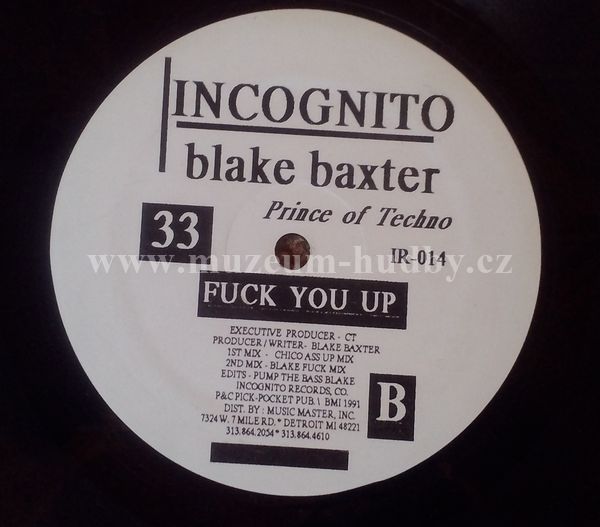 INCOGNITO
blake baxter
Prince of Techno
33
IR-014
www.muzeum-hudby.cz
FUCK YOU UP
EXECUTIVE PRODUCER - CT
PRODUCER / WRITER- BLAKE BAXTER
1ST MIX - CHICO ASS UP MIX
2ND MIX - BLAKE FUCK MIX
EDITS - PUMP THE BASS BLAKE
INCOGNITO RECORDS, CO.
P&C PICK-POCKET PUB. \ BMI 1991
DIST. BY : MUSIC MASTER, INC.
7324 W. 7 MILE RD. * DETROIT MI 48221
313.864.2054 * 313.864.4610
B